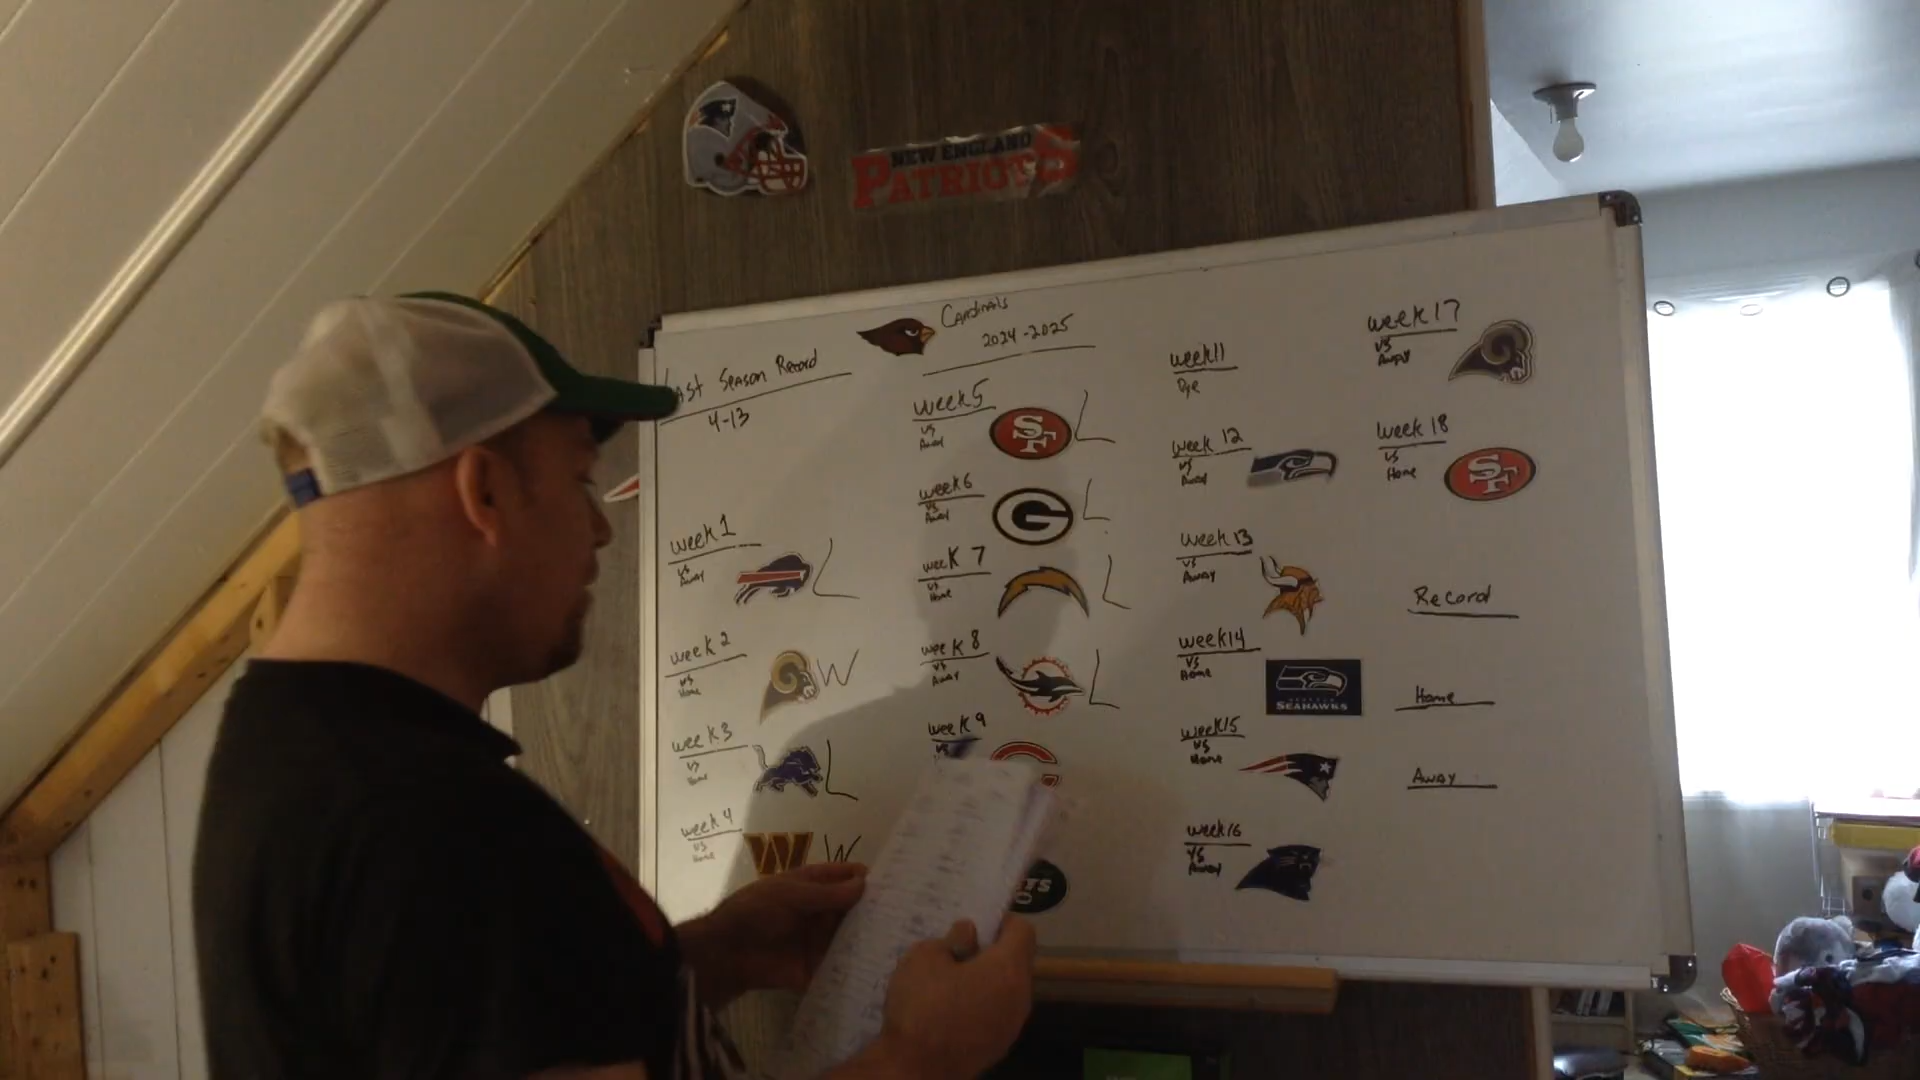 NEW ENGLAND
PATRIOTS
Cardinals
2024-2025
Last Season Record
4-13
week 1
vs
Away
L
week 2
vs
Home
W
week 3
vs
Home
L
week 4
vs
Home
W
W
week 5
vs
Away
SF
L
week 6
vs
Away
G
L
week 7
vs
Home
L
week 8
vs
Away
L
week 9
vs
week 11
Bye
week 12
vs
Away
week 13
vs
Away
week 14
vs
Home
SEAHAWKS
week 15
vs
Home
week 16
vs
Away
week 17
vs
Away
week 18
vs
Home
SF
Record
Home
Away